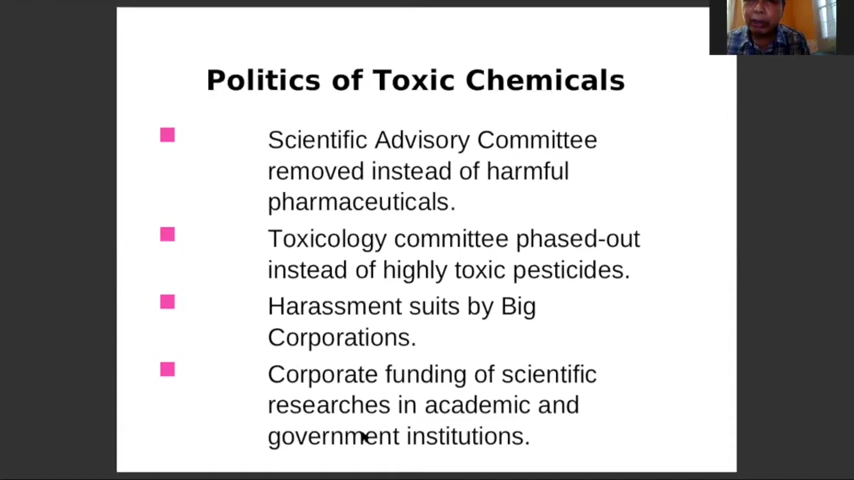 Politics of Toxic Chemicals
Scientific Advisory Committee
removed instead of harmful
pharmaceuticals.
Toxicology committee phased-out
instead of highly toxic pesticides.
Harassment suits by Big
Corporations.
Corporate funding of scientific
researches in academic and
government institutions.